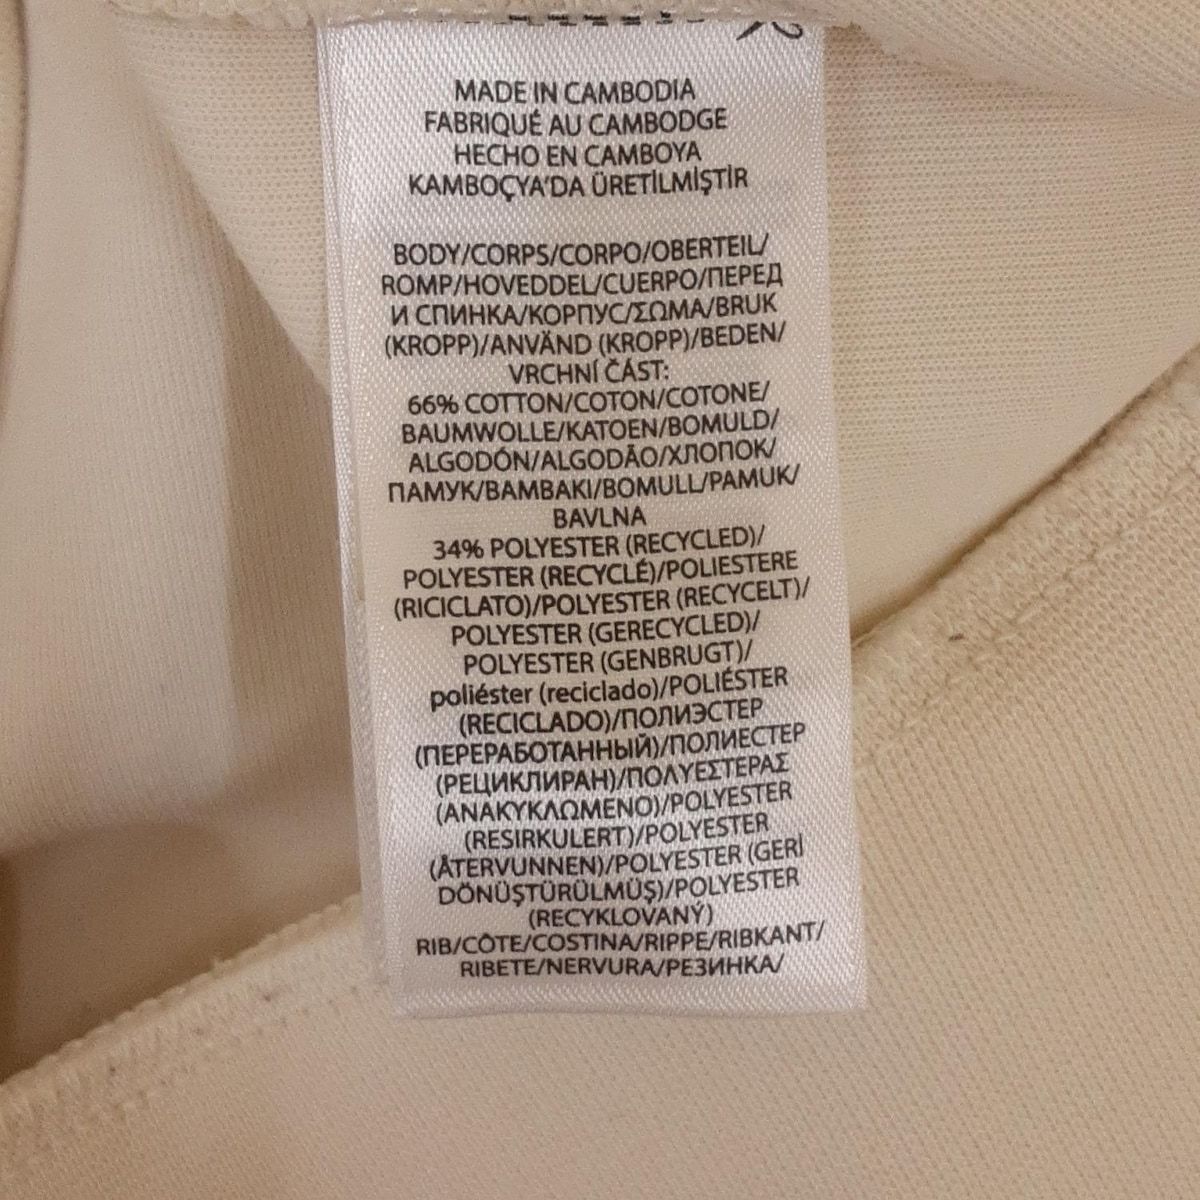 MADE IN CAMBODIA
FABRIQUÉ AU CAMBODGE
HECHO EN CAMBOYA
KAMBOÇYA'DA ÜRETİLMİŞTİR
BODY/CORPS/CORPO/OBERTEIL/
ROMP/HOVEDDEL/CUERPO/ПЕРЕД
И СПИНКА/КОРПУС/ΣΩΜΑ/BRUK
(KROPP)/ANVÄND (KROPP)/BEDEN/
VRCHNÍ ČÁST:
66% COTTON/COTON/COTONE/
BAUMWOLLE/KATOEN/BOMULD/
ALGODÓN/ALGODÃO/ХЛОПОК/
ПАМУК/BAMBAKI/BOMULL/PAMUK/
BAVLNA
34% POLYESTER (RECYCLED)/
POLYESTER (RECYCLÉ)/POLIESTERE
(RICICLATO)/POLYESTER (RECYCELT)/
POLYESTER (GERECYCLED)/
POLYESTER (GENBRUGT)/
poliéster (reciclado)/POLIÉSTER
(RECICLADO)/ПОЛИЭСТЕР
(ПЕРЕРАБОТАННЫЙ)/ПОЛИЕСТЕР
(РЕЦИКЛИРАН)/ΠΟΛΥΕΣΤΕΡΑΣ
(ΑΝΑΚΥΚΛΩΜΕΝΟ)/POLYESTER
(RESIRKULERT)/POLYESTER
(ÅTERVUNNEN)/POLYESTER (GERİ
DÖNÜŞTÜRÜLMÜŞ)/POLYESTER
(RECYKLOVANÝ)
RIB/CÔTE/COSTINA/RIPPE/RIBKANT/
RIBETE/NERVURA/РЕЗИНКА/